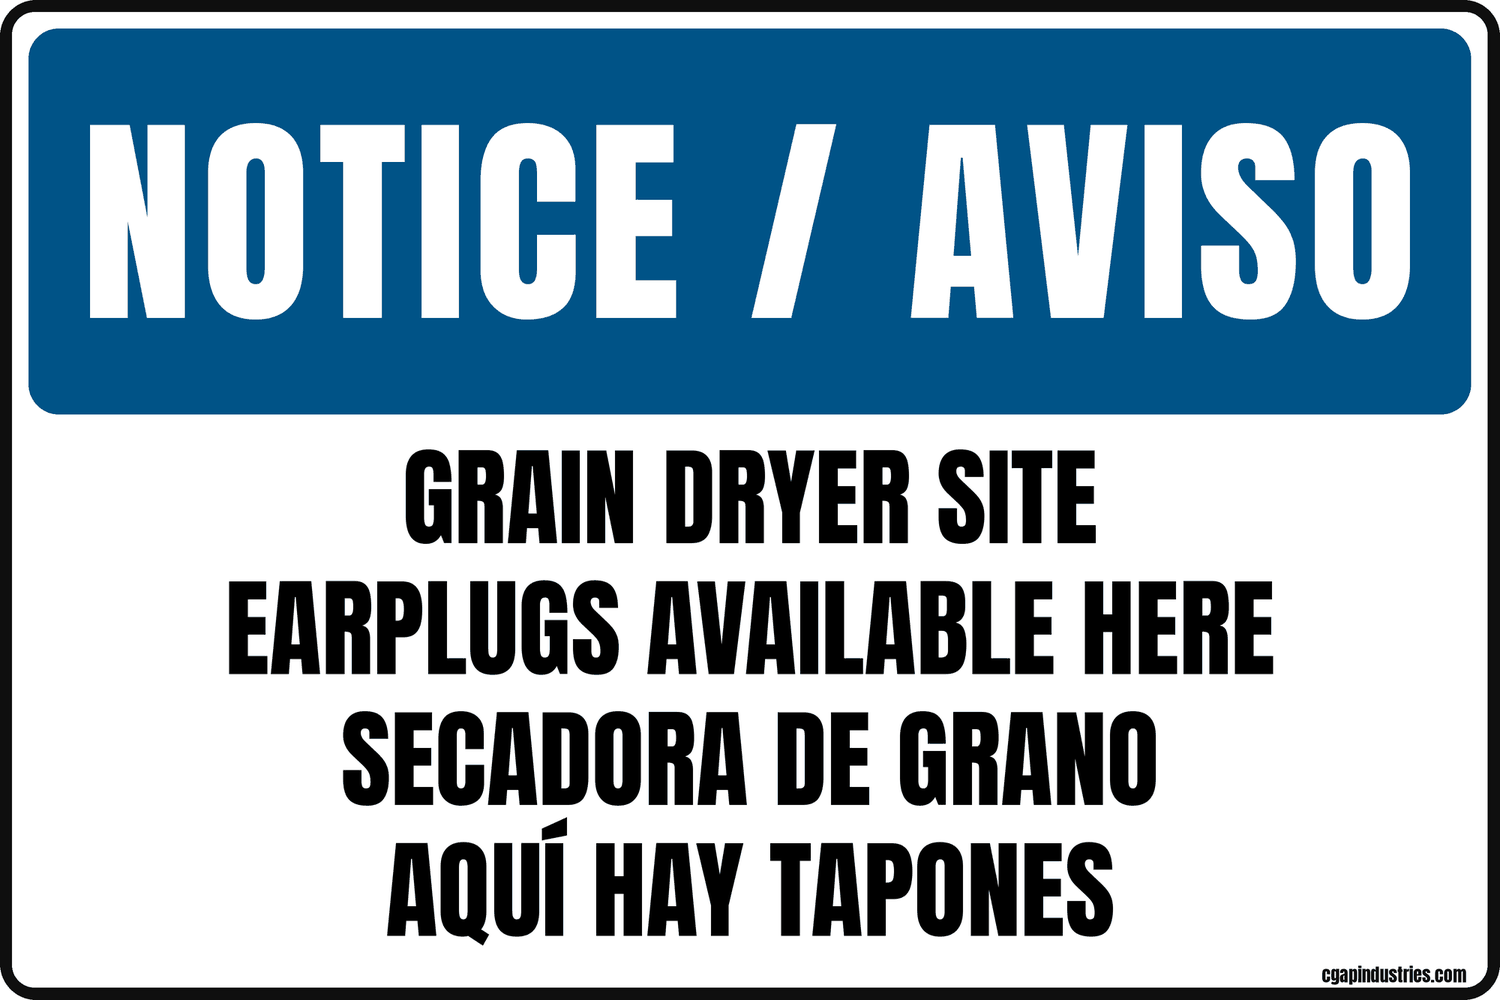 NOTICE / AVISO
GRAIN DRYER SITE
EARPLUGS AVAILABLE HERE
SECADORA DE GRANO
AQUÍ HAY TAPONES
cgapindustries.com